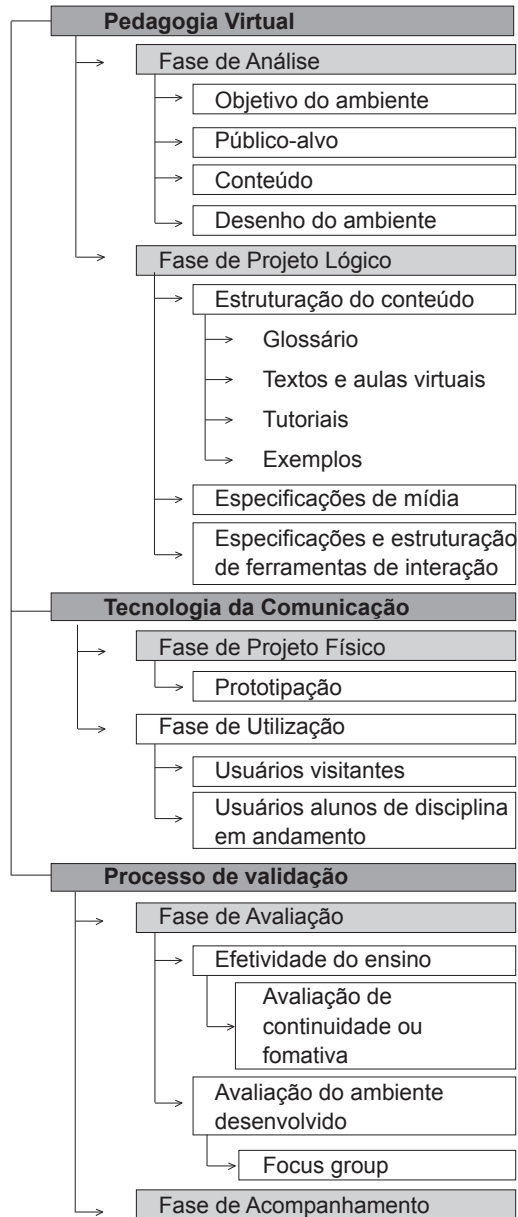 Pedagogia Virtual
Fase de Análise
Objetivo do ambiente
Público-alvo
Conteúdo
Desenho do ambiente
Fase de Projeto Lógico
Estruturação do conteúdo
Glossário
Textos e aulas virtuais
Tutoriais
Exemplos
Especificações de mídia
Especificações e estruturação
de ferramentas de interação
Tecnologia da Comunicação
Fase de Projeto Físico
Prototipação
Fase de Utilização
Usuários visitantes
Usuários alunos de disciplina
em andamento
Processo de validação
Fase de Avaliação
Efetividade do ensino
Avaliação de
continuidade ou
fomativa
Avaliação do ambiente
desenvolvido
Focus group
Fase de Acompanhamento